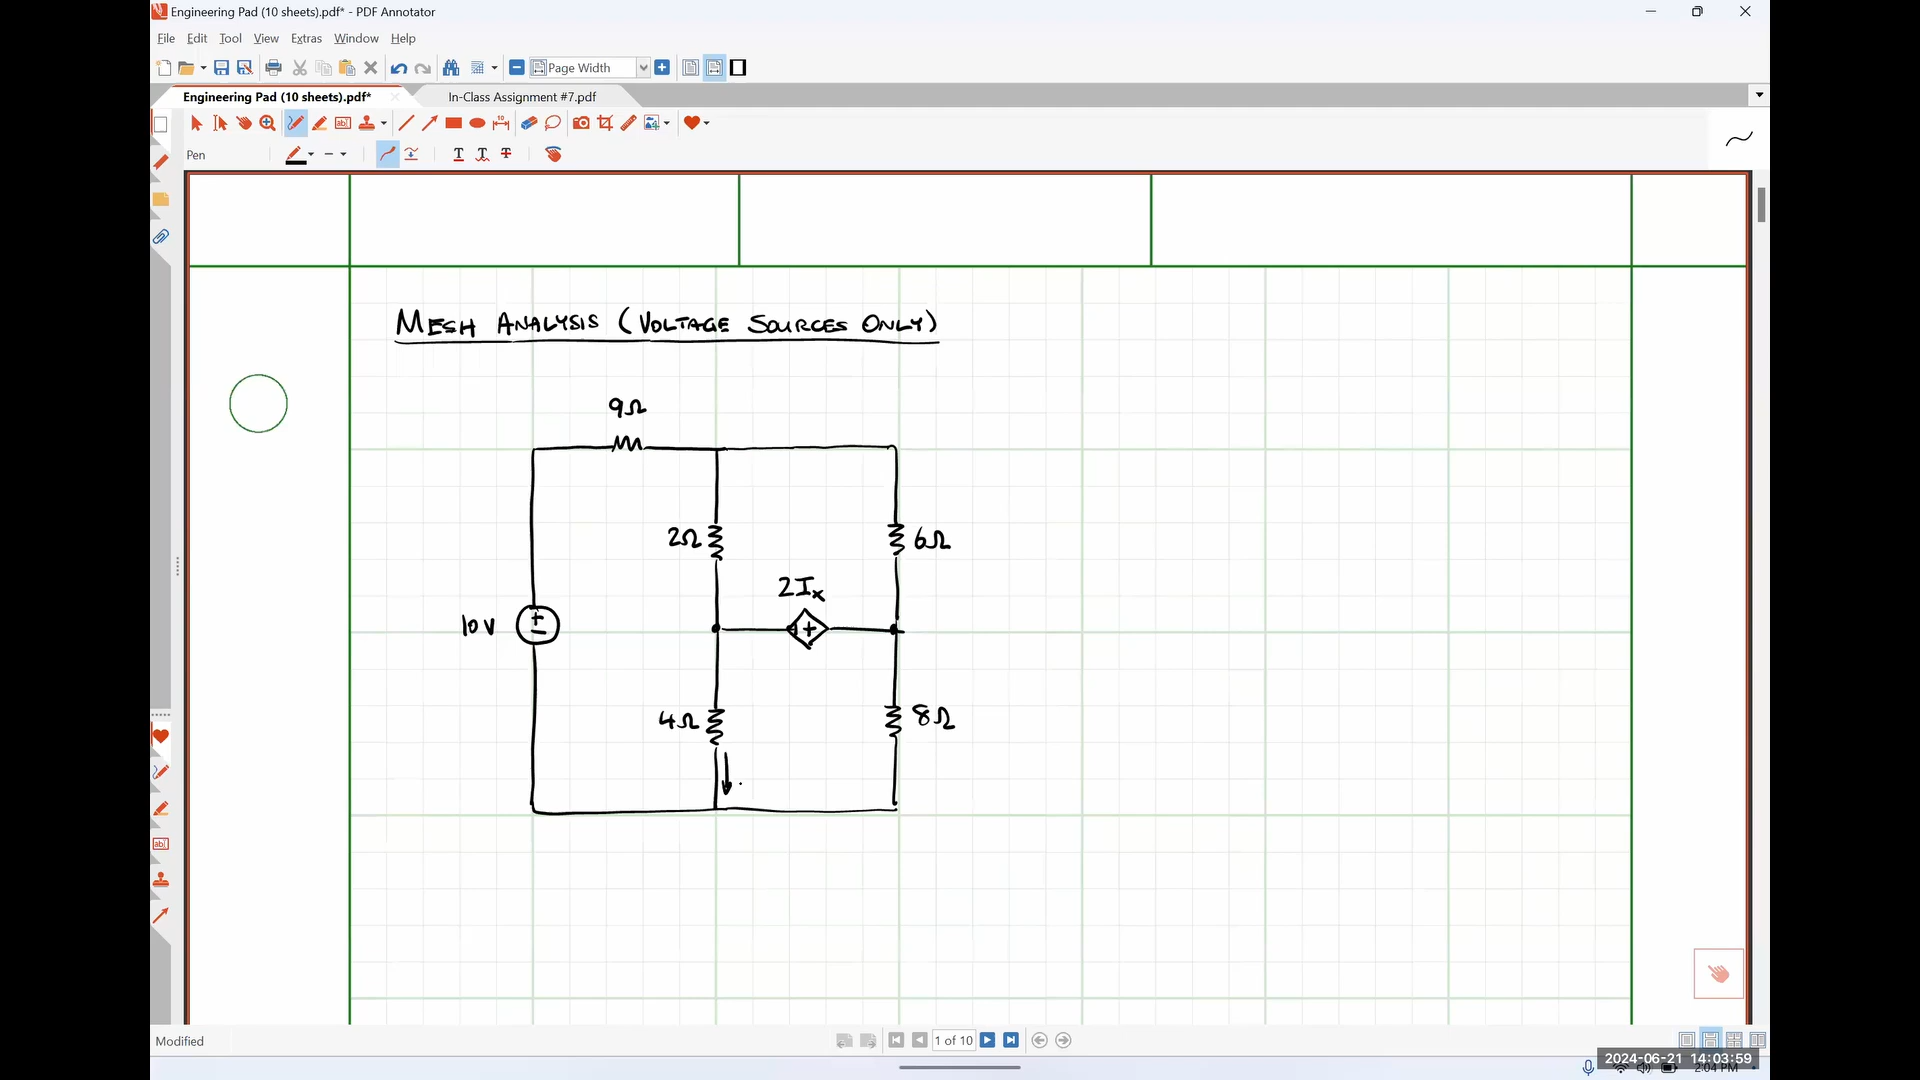 Engineering Pad (10 sheets).pdf* - PDF Annotator
File Edit Tool View Extras Window Help
Page Width
Engineering Pad (10 sheets).pdf* In-Class Assignment #7.pdf
Pen
MESH ANALYSIS (VOLTAGE SOURCES ONLY)
9Ω
2Ω 6Ω
2Ix
10V + -
+
4Ω 8Ω
Modified
1 of 10
2024-06-21 14:03:59
2:04 PM